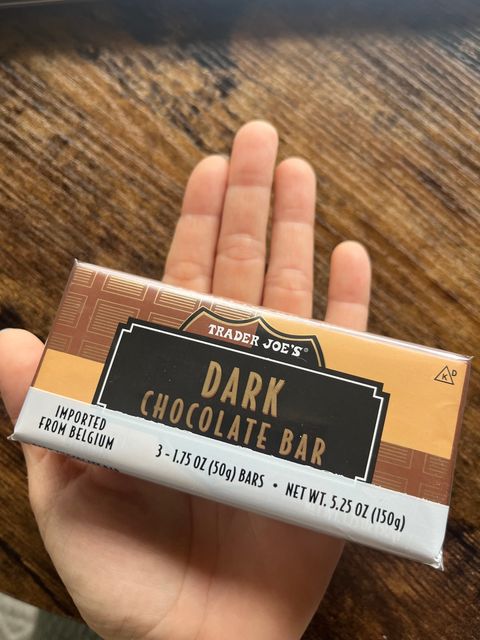 TRADER JOE'S®
DARK
CHOCOLATE BAR
K D
IMPORTED
FROM BELGIUM
3 - 1.75 OZ (50g) BARS • NET WT. 5.25 OZ (150g)